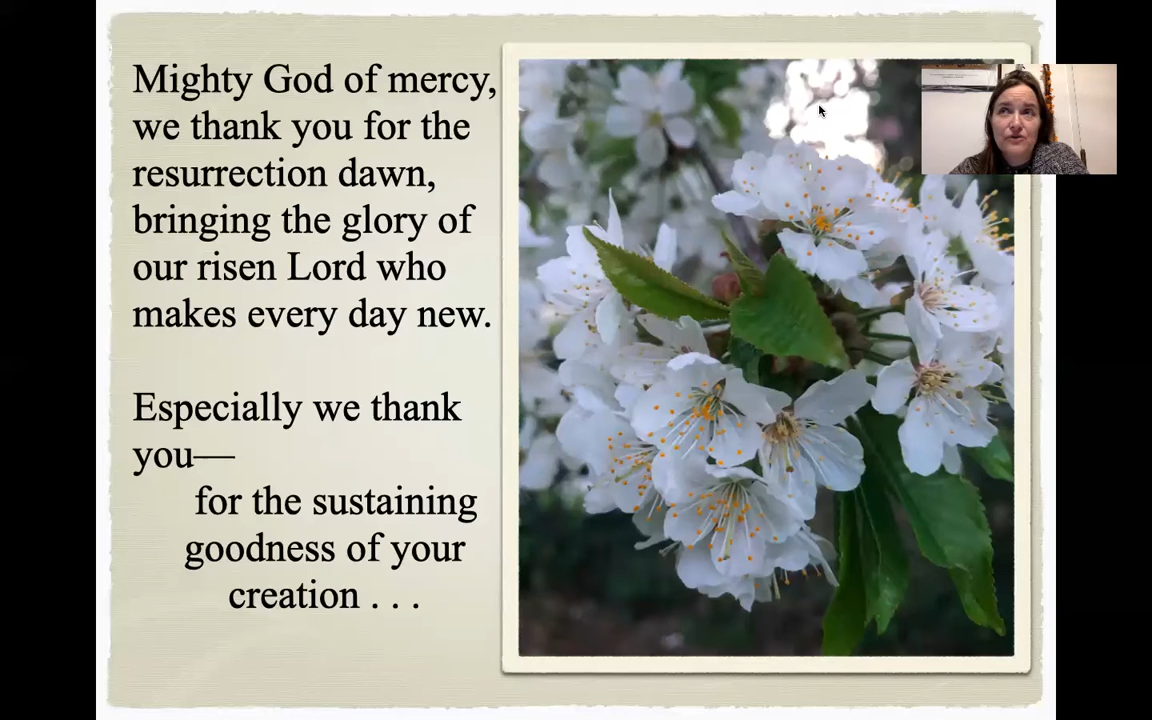 Mighty God of mercy,
we thank you for the
resurrection dawn,
bringing the glory of
our risen Lord who
makes every day new.
Especially we thank
you—
for the sustaining
goodness of your
creation . . .